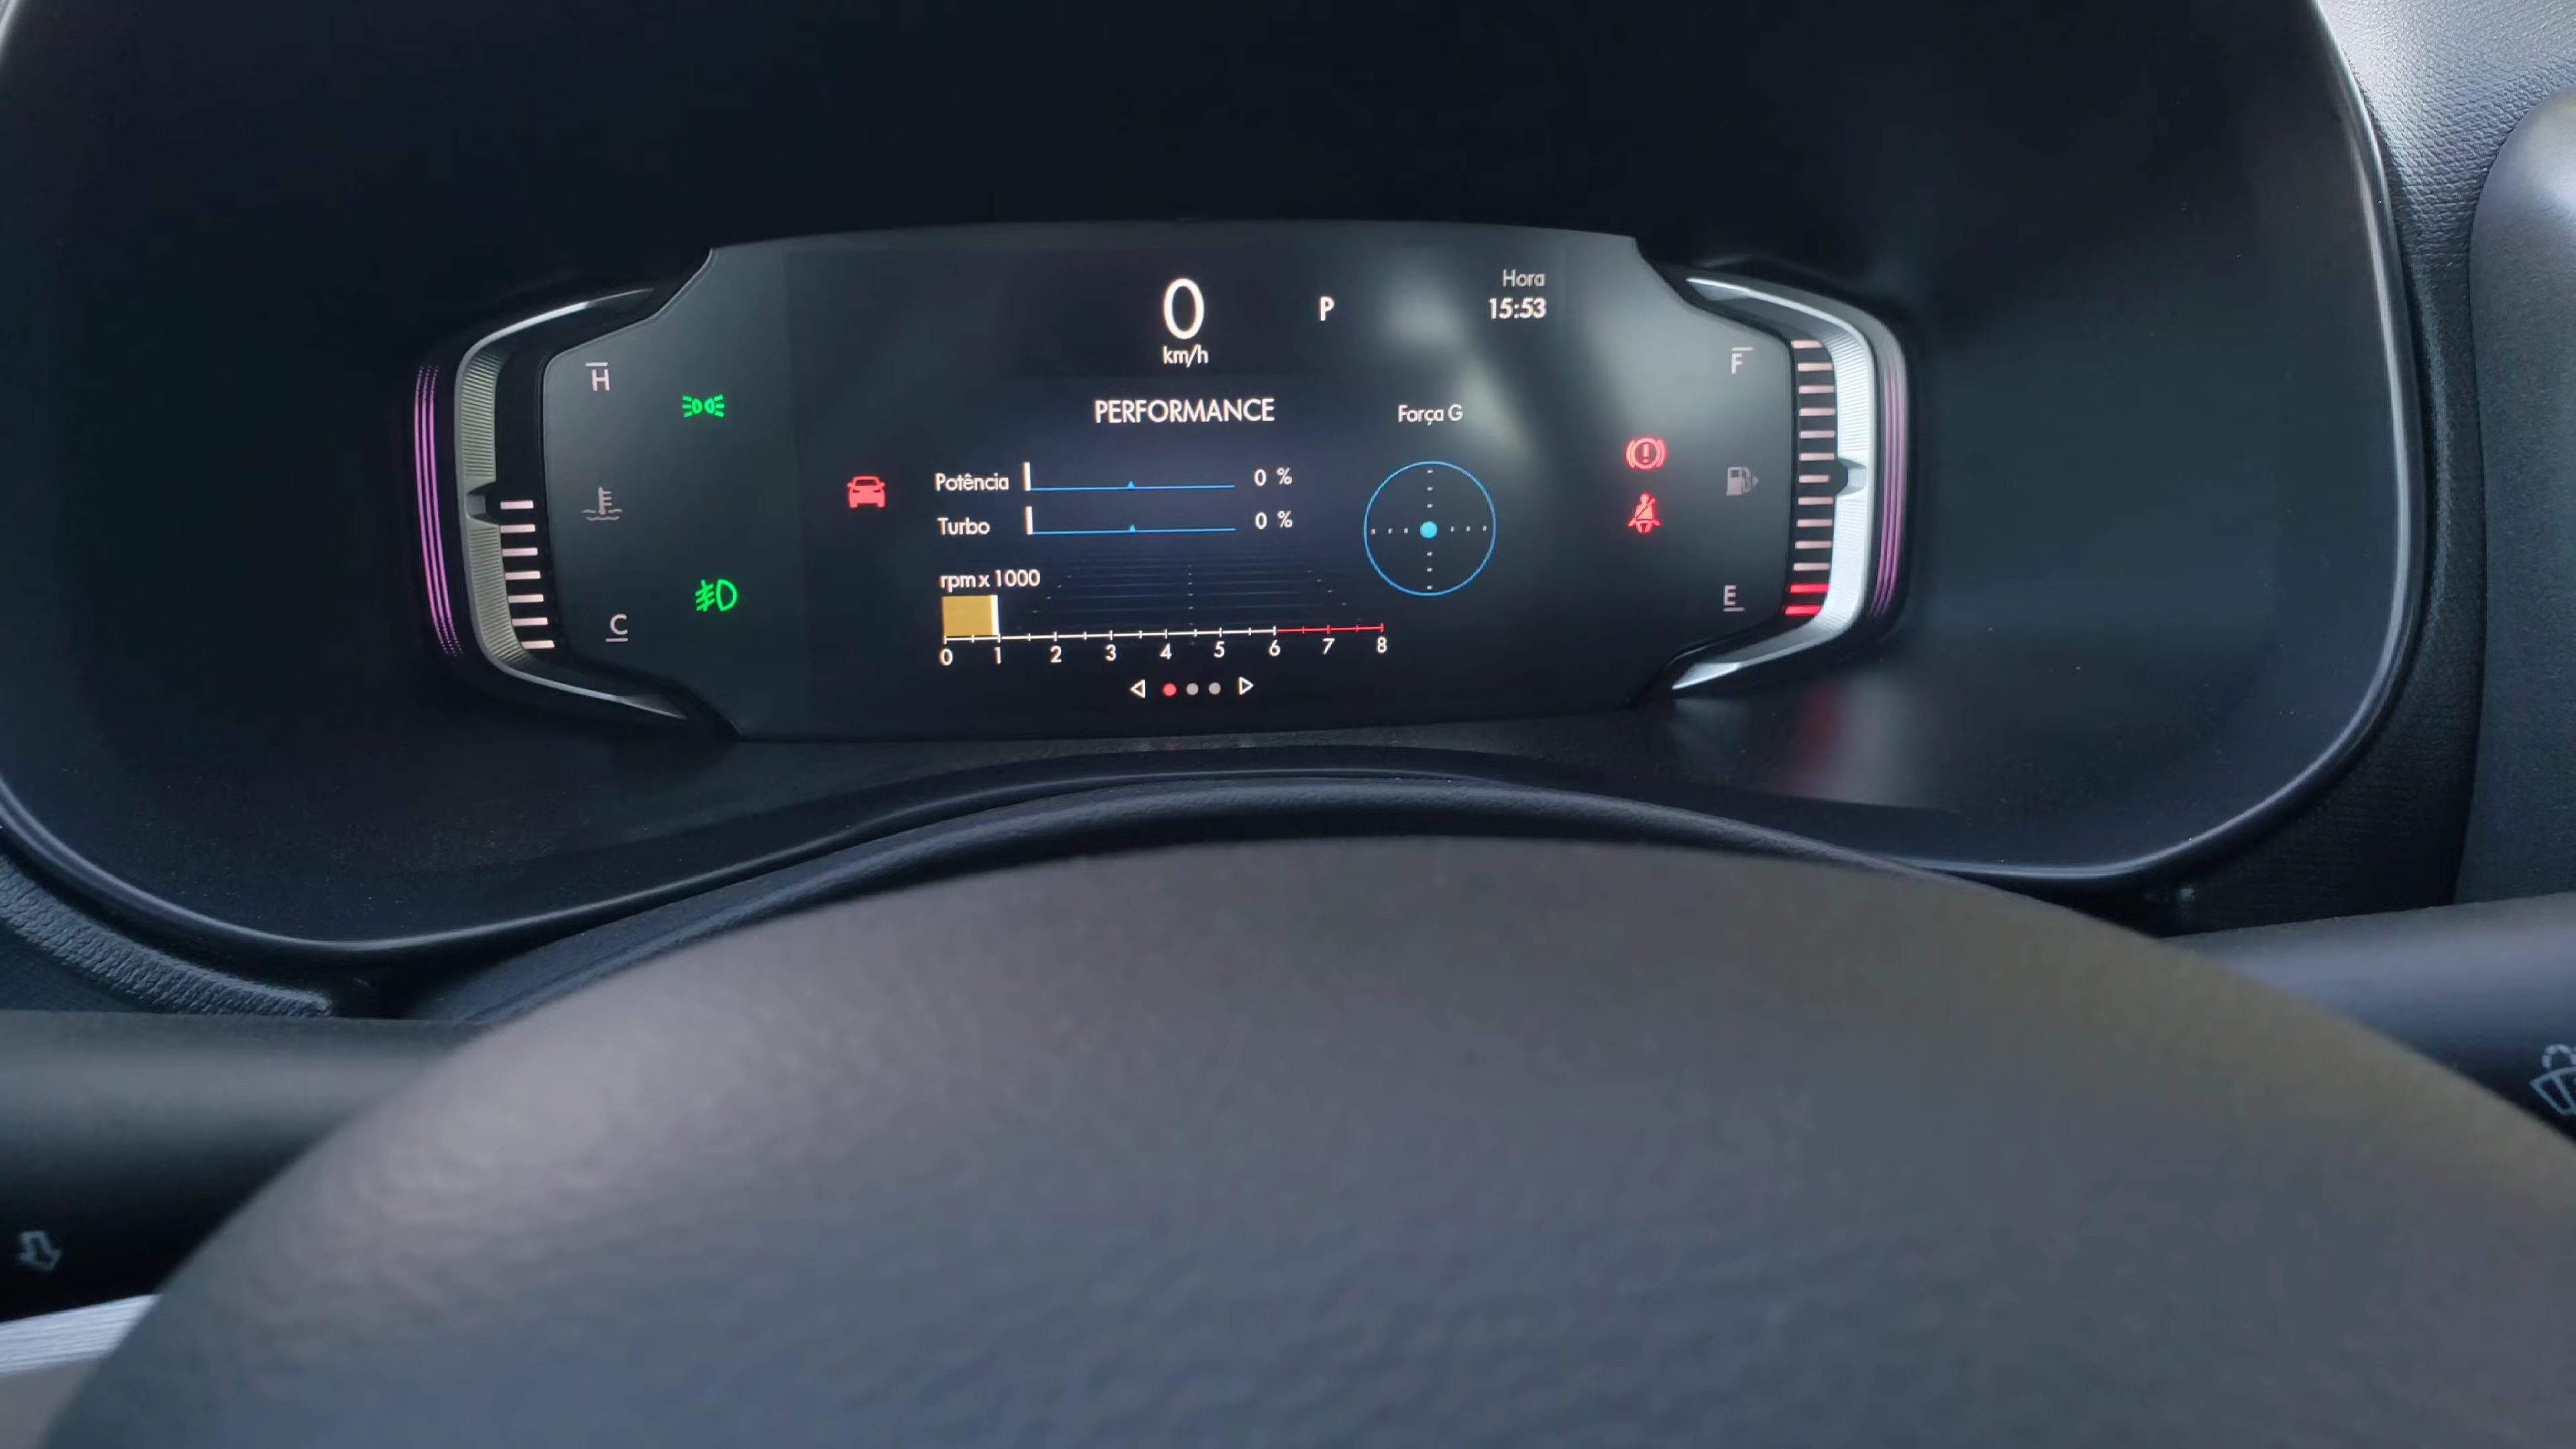 0
km/h
P
Hora
15:53
H
F
PERFORMANCE
Força G
Potência 0 %
Turbo 0 %
rpm x 1000
0 1 2 3 4 5 6 7 8
C
E